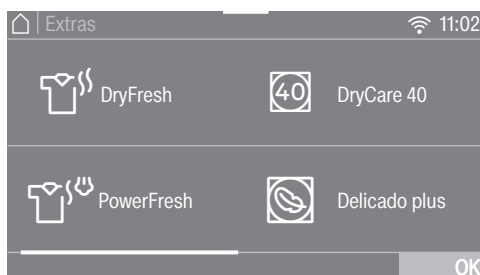 Extras 11:02
DryFresh
40 DryCare 40
PowerFresh
Delicado plus
OK